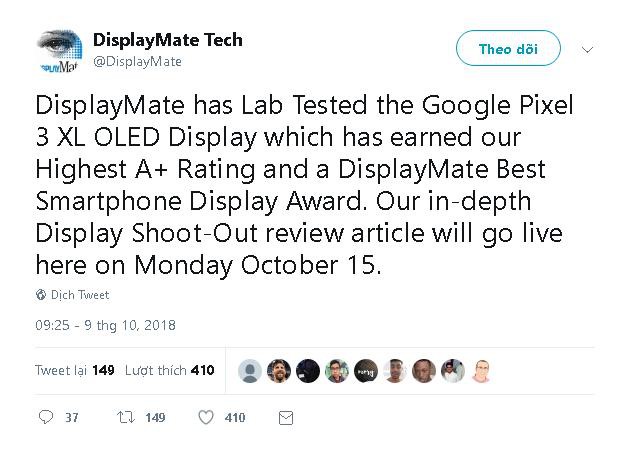 DisplayMate Tech
@DisplayMate
Theo dõi
DisplayMate has Lab Tested the Google Pixel
3 XL OLED Display which has earned our
Highest A+ Rating and a DisplayMate Best
Smartphone Display Award. Our in-depth
Display Shoot-Out review article will go live
here on Monday October 15.
Dịch Tweet
09:25 - 9 thg 10, 2018
Tweet lại 149 Lượt thích 410
37 149 410